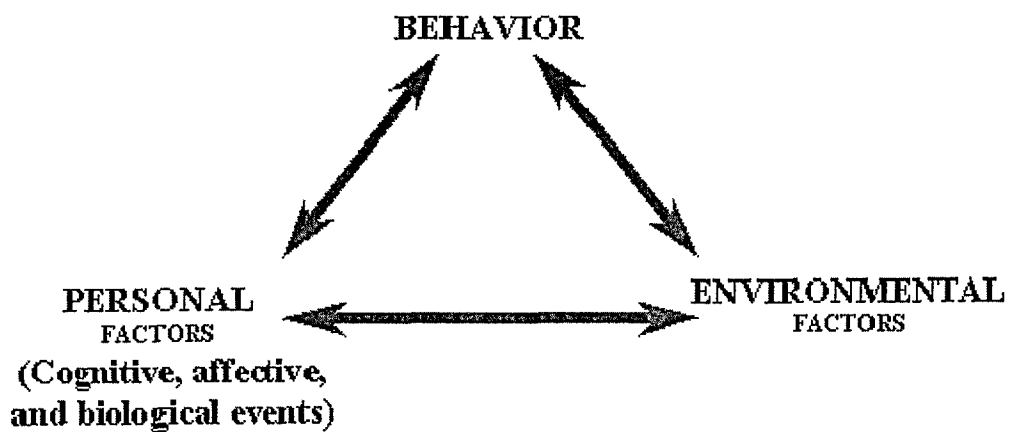 BEHAVIOR
PERSONAL
FACTORS
(Cognitive, affective,
and biological events)
ENVIRONMENTAL
FACTORS